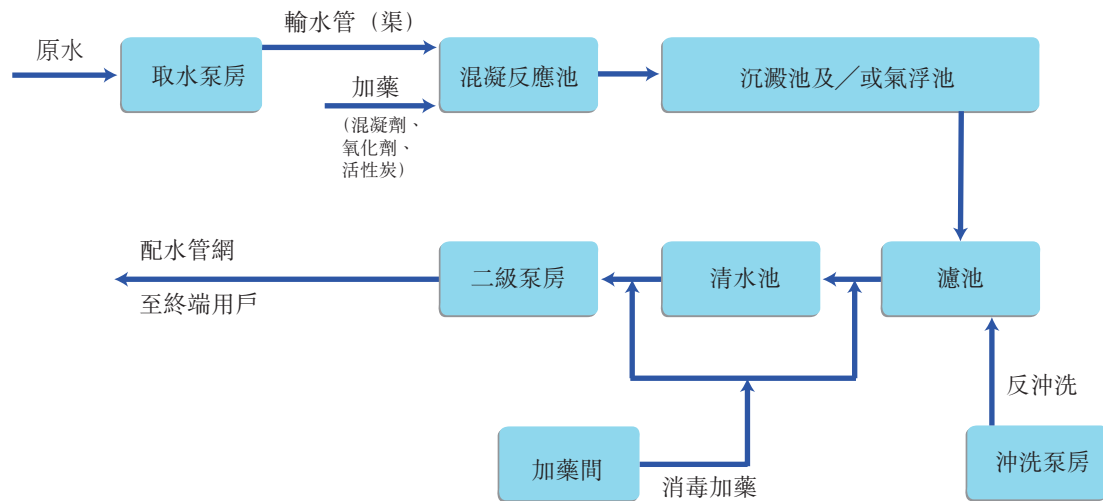 原水
取水泵房
輸水管（渠）
加藥
(混凝劑、
氧化劑、
活性炭)
混凝反應池
沉澱池及／或氣浮池
濾池
清水池
二級泵房
配水管網
至終端用戶
反沖洗
沖洗泵房
加藥間
消毒加藥